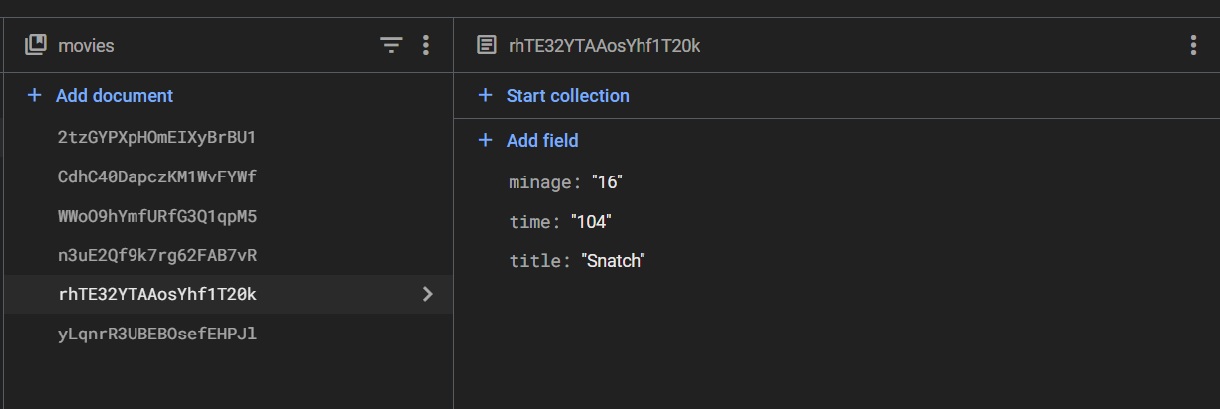 movies
Add document
2tzGYPXpHOmEIXyBrBU1
CdhC40DapczKM1WvFYWf
WWoO9hYmfURfG3Q1qpM5
n3uE2Qf9k7rg62FAB7vR
rhTE32YTAAosYhf1T20k
yLqnrR3UBEBOsefEHPJl
rhTE32YTAAosYhf1T20k
Start collection
Add field
minage: "16"
time: "104"
title: "Snatch"